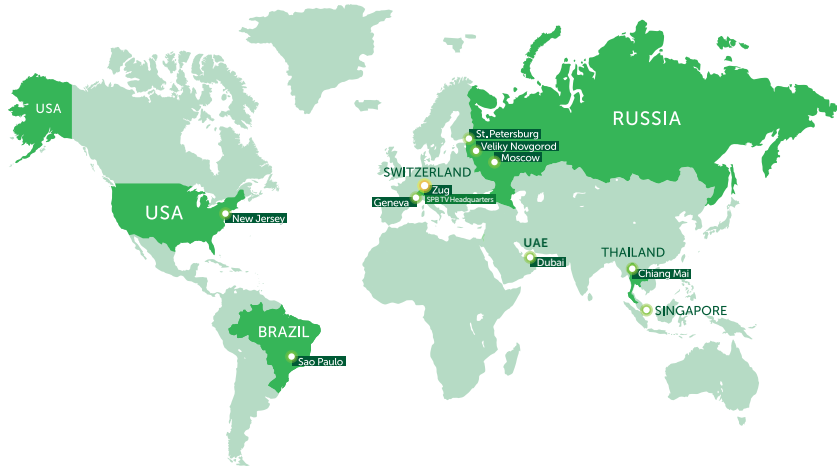 USA
RUSSIA
St.Petersburg
Veliky Novgorod
Moscow
SWITZERLAND
Zug
SPB TV Headquarters
Geneva
USA
New Jersey
UAE
Dubai
THAILAND
Chiang Mai
SINGAPORE
BRAZIL
Sao Paulo